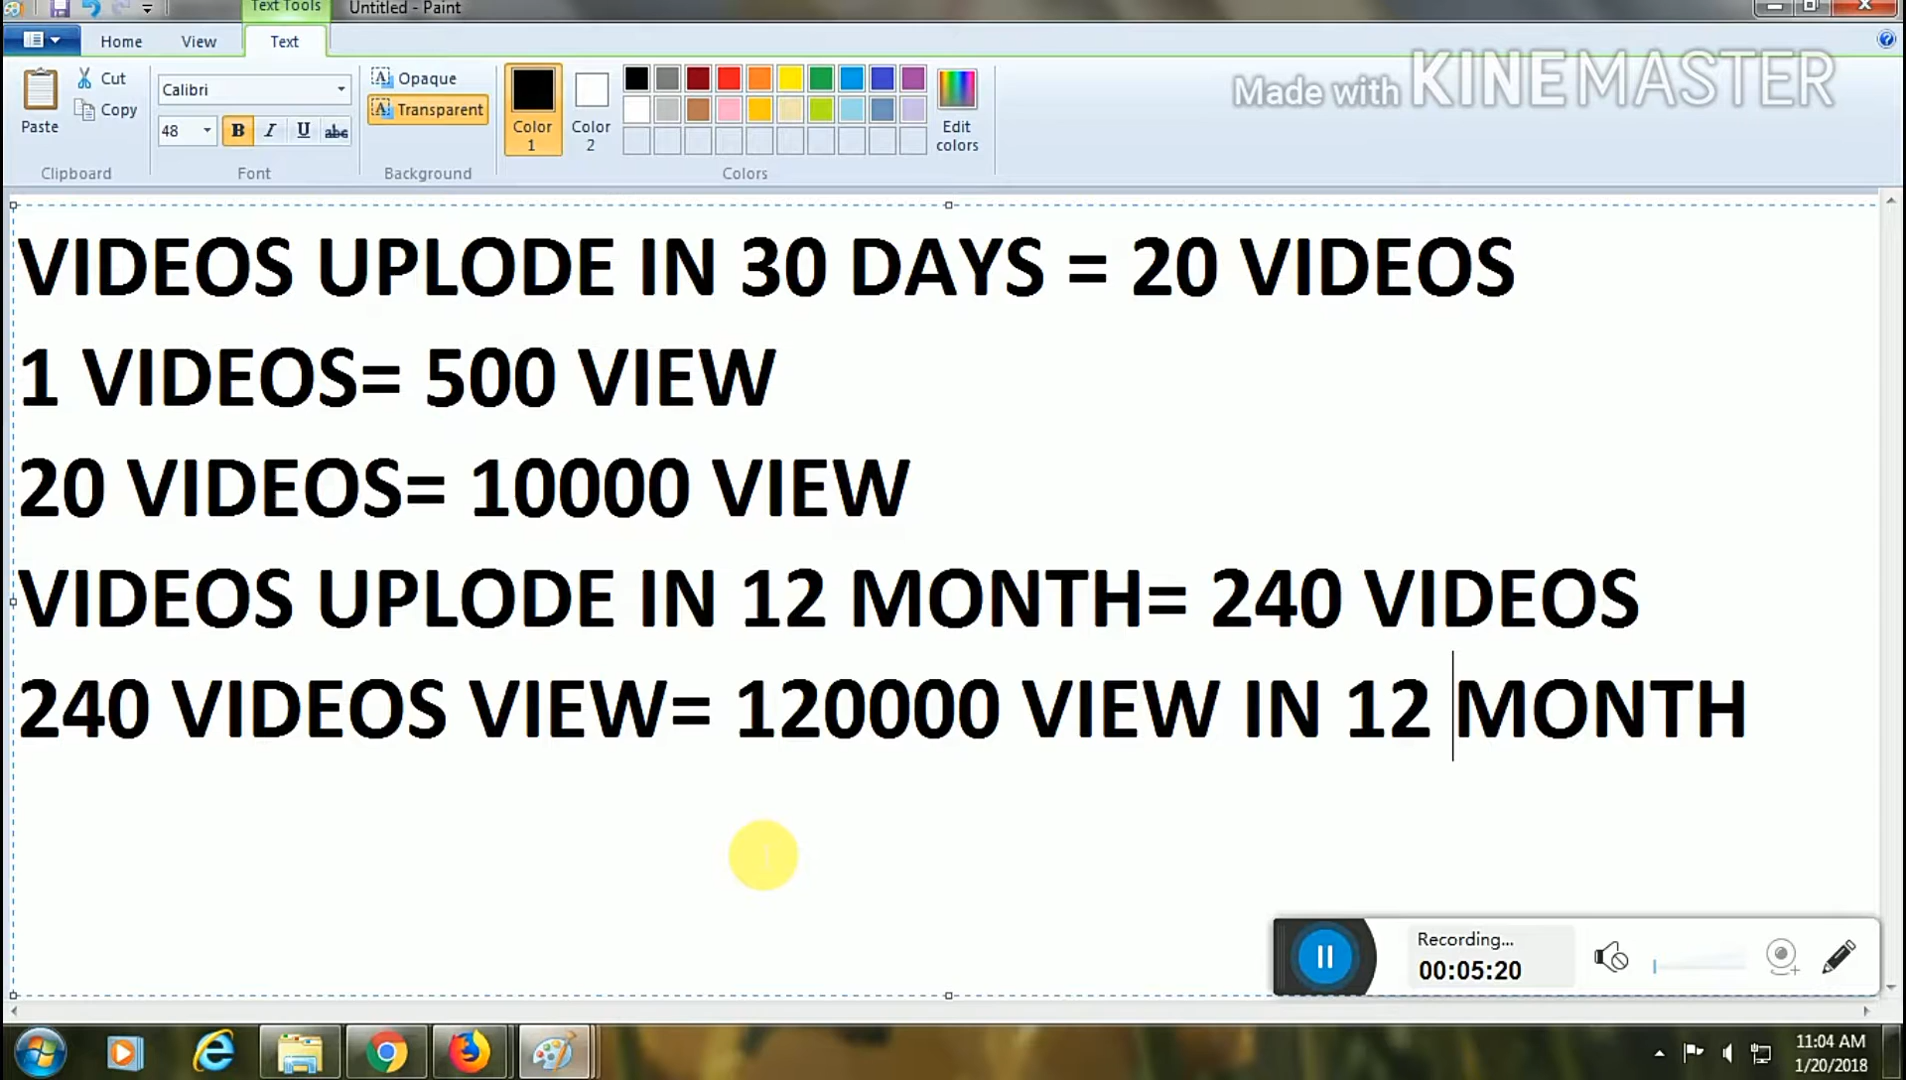 Text Tools
Untitled - Paint
Home
View
Text
Made with KINEMASTER
Paste
Cut
Copy
Clipboard
Calibri
48
B
I
U
abc
Font
Opaque
Transparent
Background
Color
1
Color
2
Edit
colors
Colors
VIDEOS UPLODE IN 30 DAYS = 20 VIDEOS
1 VIDEOS= 500 VIEW
20 VIDEOS= 10000 VIEW
VIDEOS UPLODE IN 12 MONTH= 240 VIDEOS
240 VIDEOS VIEW= 120000 VIEW IN 12 MONTH
Recording...
00:05:20
11:04 AM
1/20/2018